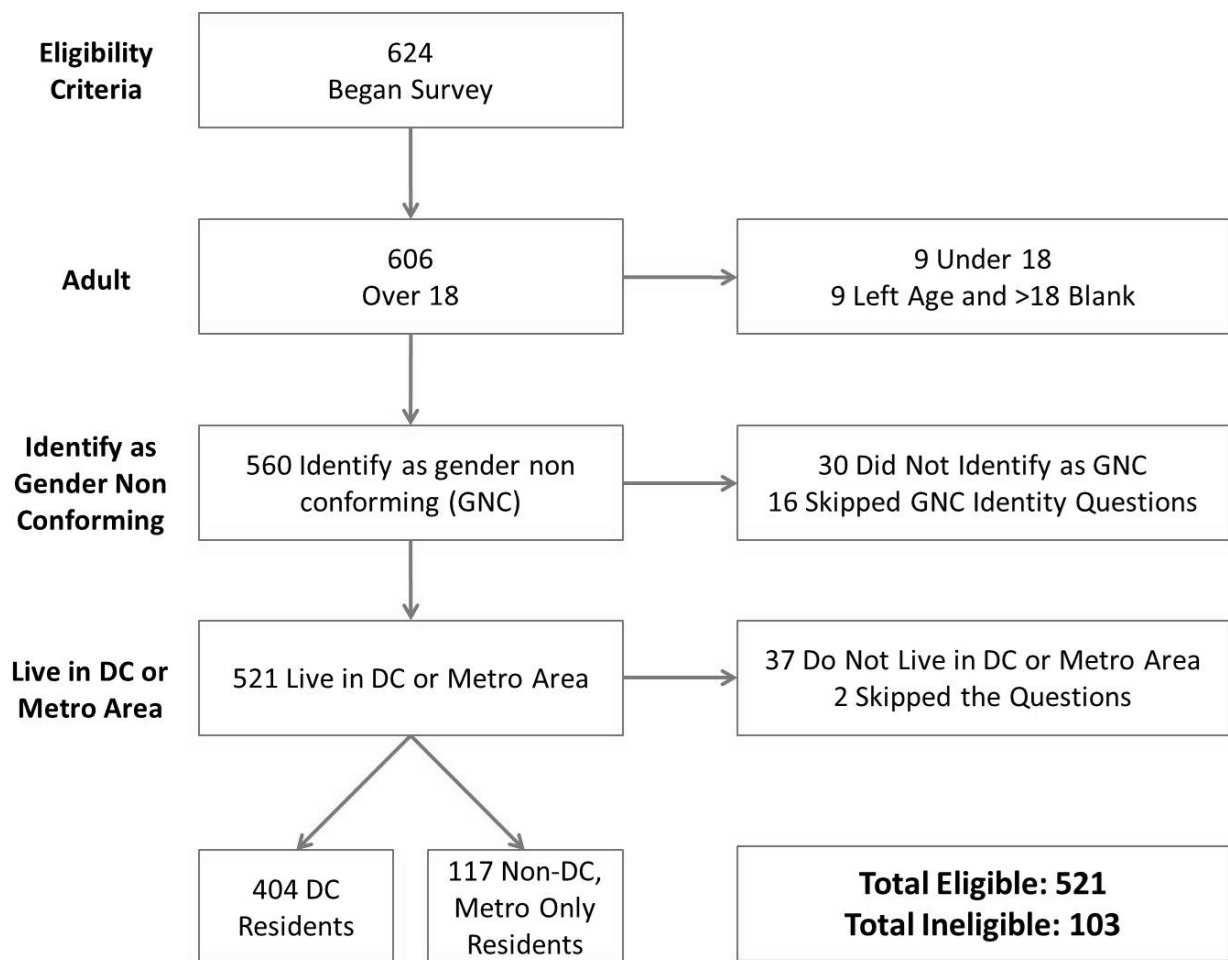 Eligibility
Criteria
624
Began Survey
Adult
606
Over 18
9 Under 18
9 Left Age and >18 Blank
Identify as
Gender Non
Conforming
560 Identify as gender non
conforming (GNC)
30 Did Not Identify as GNC
16 Skipped GNC Identity Questions
Live in DC or
Metro Area
521 Live in DC or Metro Area
37 Do Not Live in DC or Metro Area
2 Skipped the Questions
404 DC
Residents
117 Non-DC,
Metro Only
Residents
Total Eligible: 521
Total Ineligible: 103